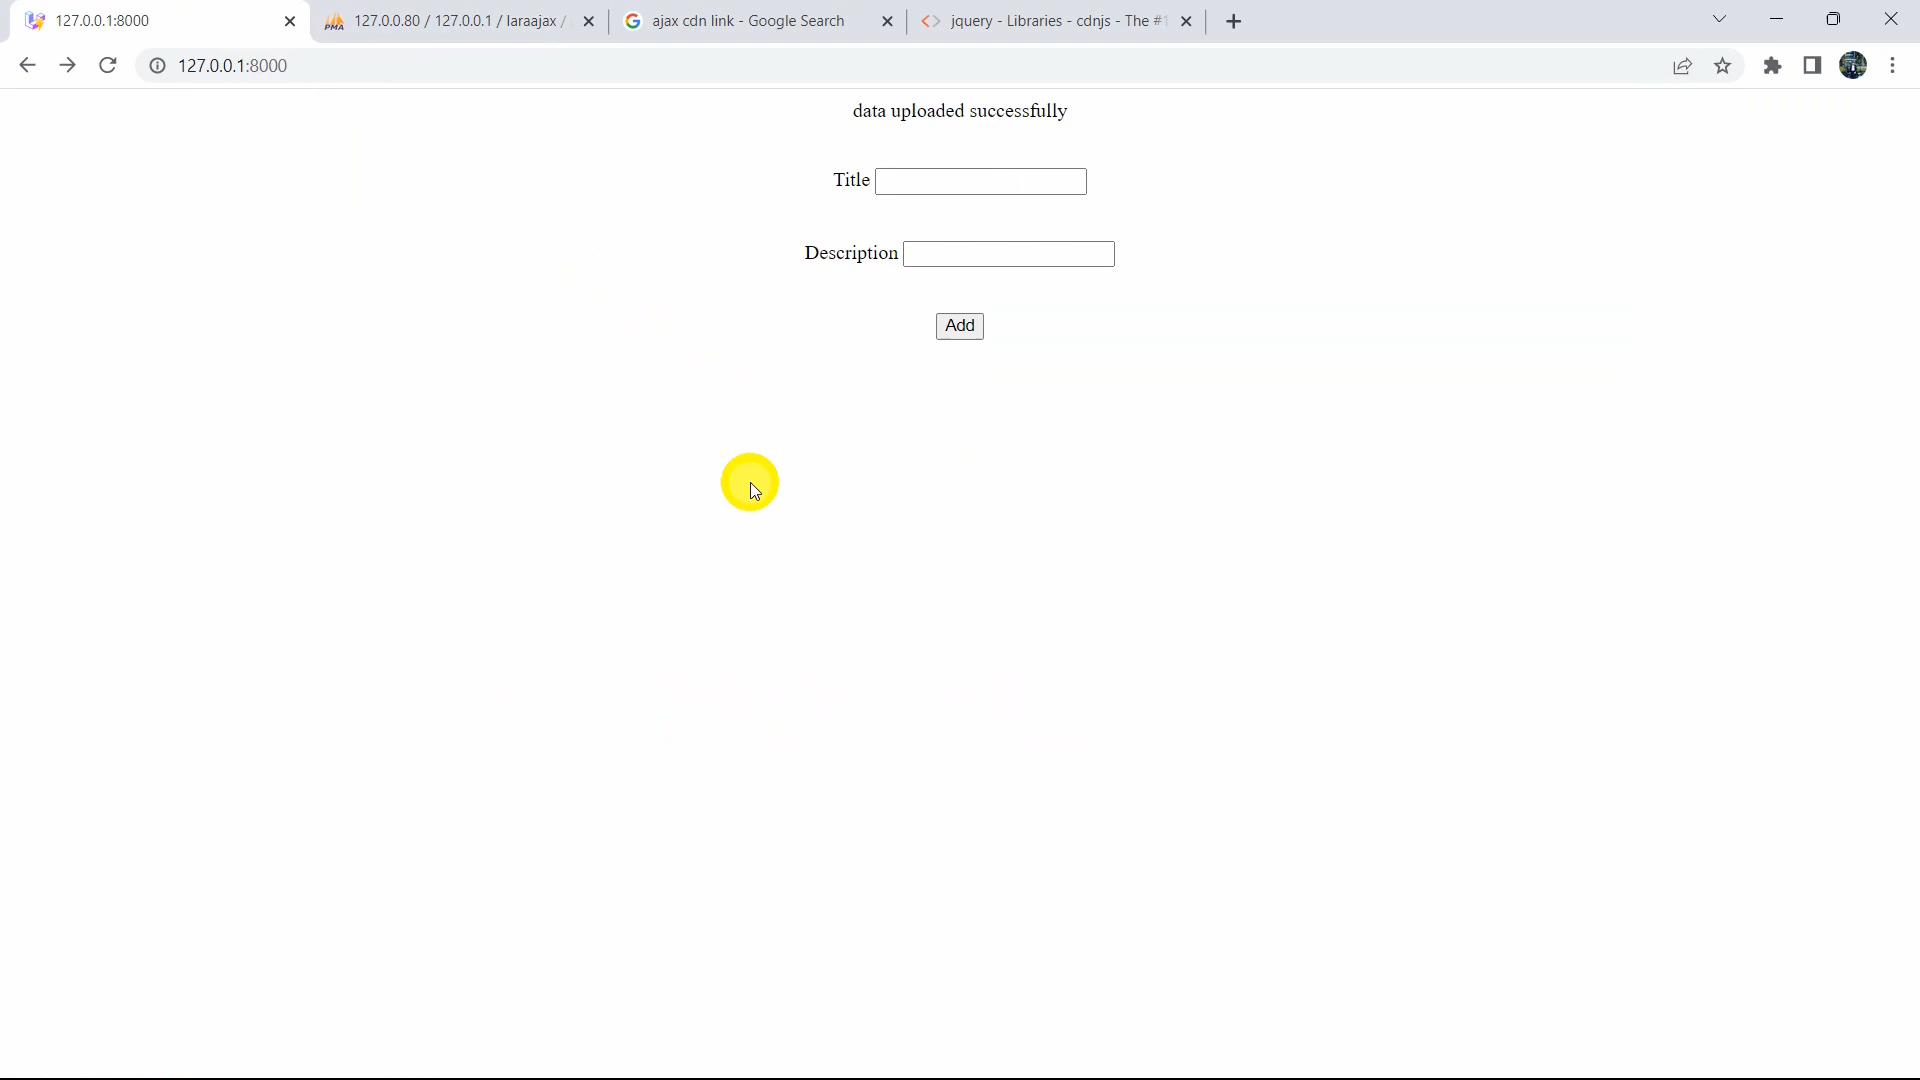 127.0.0.1:8000
127.0.0.80 / 127.0.0.1 / laraajax /
ajax cdn link - Google Search
jquery - Libraries - cdnjs - The #1
127.0.0.1:8000
data uploaded successfully
Title
Description
Add